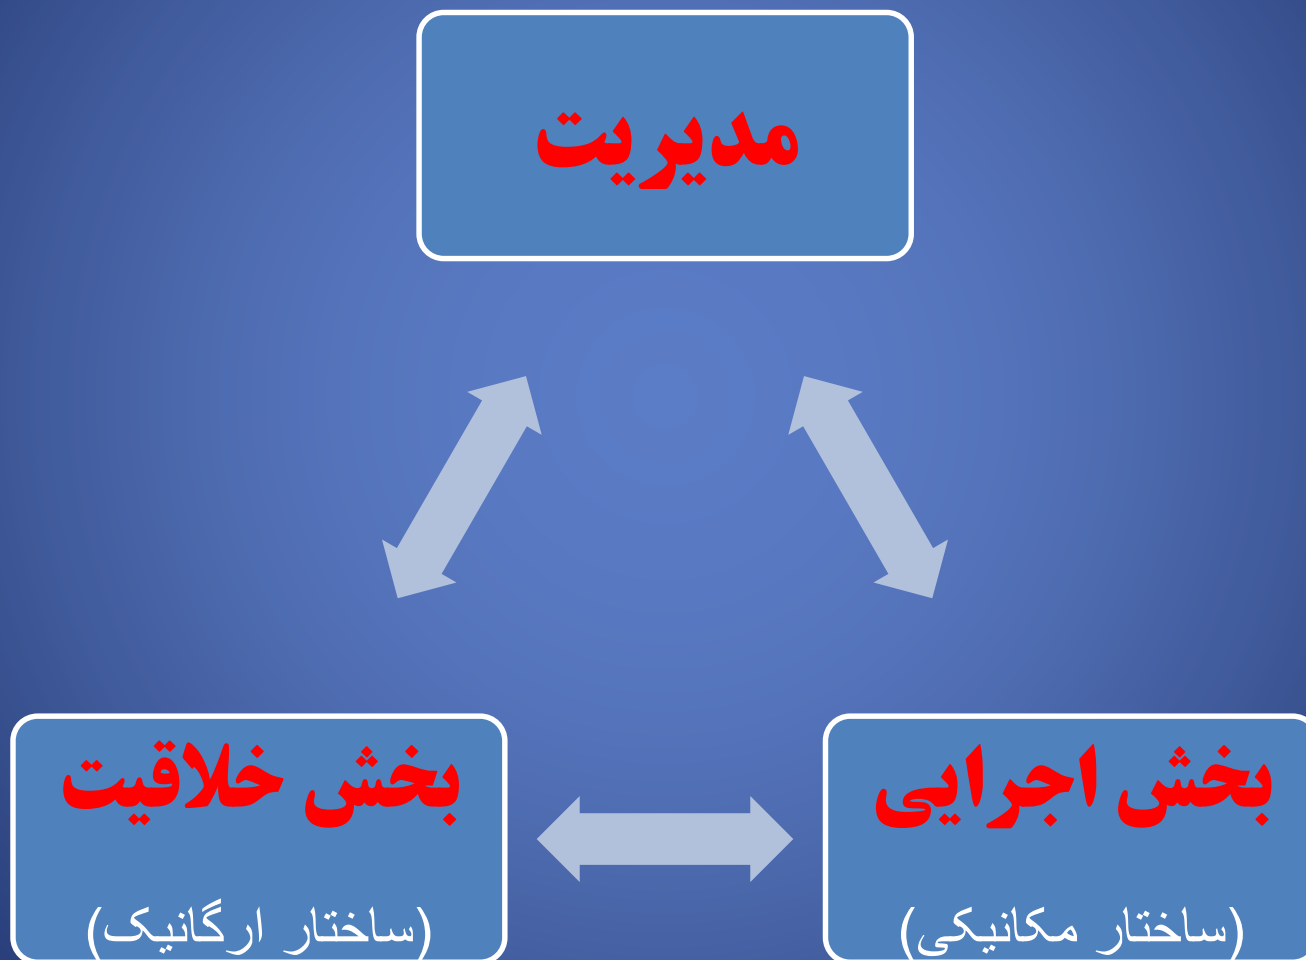 مدیریت
بخش اجرایی
(ساختار مکانیکی)
بخش خلاقیت
(ساختار ارگانیک)